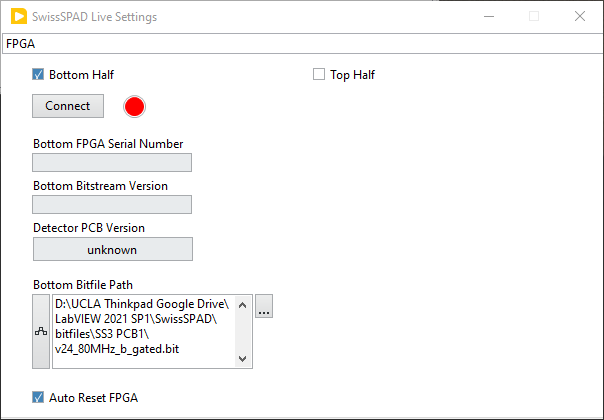 SwissSPAD Live Settings
FPGA
Bottom Half
Top Half
Connect
Bottom FPGA Serial Number
Bottom Bitstream Version
Detector PCB Version
unknown
Bottom Bitfile Path
D:\UCLA Thinkpad Google Drive\
LabVIEW 2021 SP1\SwissSPAD\
bitfiles\SS3 PCB1\
v24_80MHz_b_gated.bit
...
Auto Reset FPGA